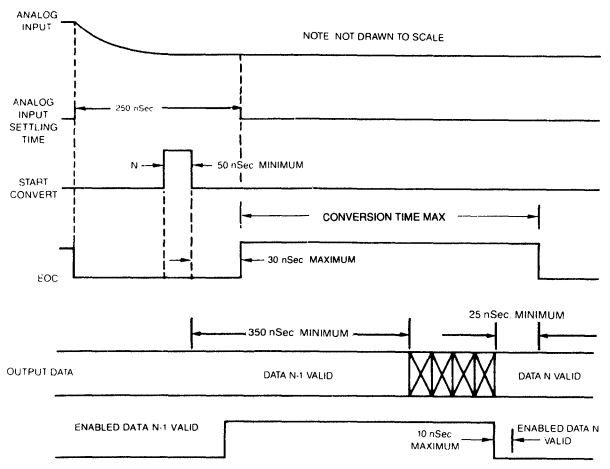 ANALOG
INPUT
NOTE NOT DRAWN TO SCALE
ANALOG
INPUT
SETTLING
TIME
250 nSec
N
50 nSec MINIMUM
START
CONVERT
CONVERSION TIME MAX
EOC
30 nSec MAXIMUM
25 nSec. MINIMUM
350 nSec MINIMUM
OUTPUT DATA
DATA N-1 VALID
DATA N VALID
ENABLED DATA N-1 VALID
10 nSec
MAXIMUM
ENABLED DATA N
VALID